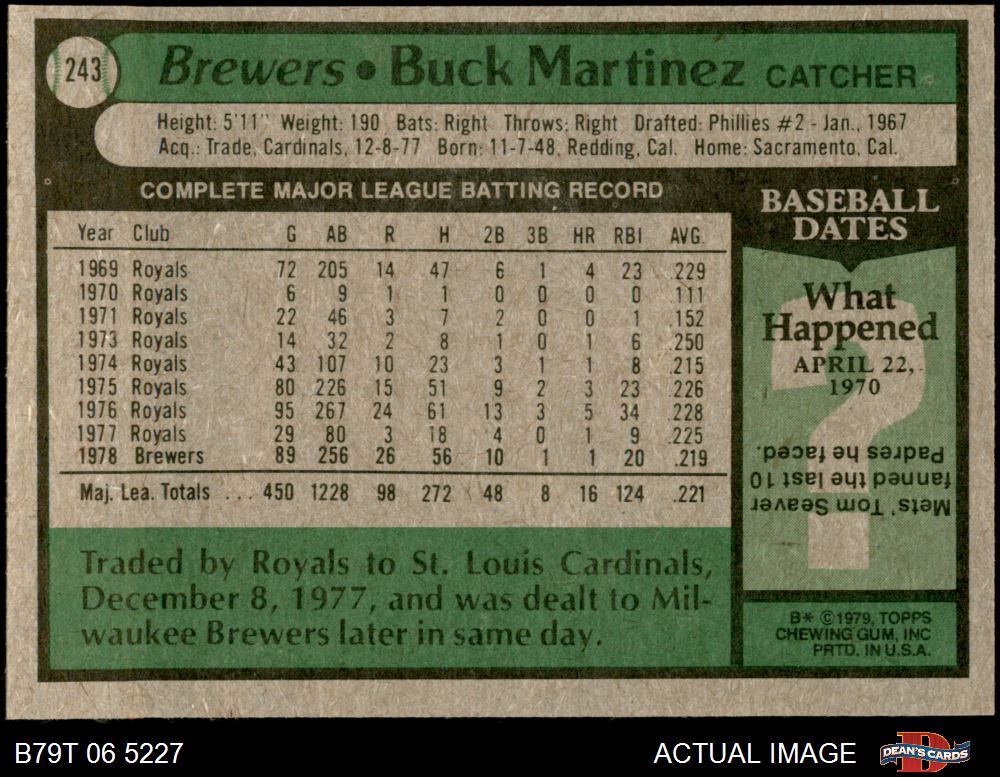 243 Brewers • Buck Martinez CATCHER
Height: 5'11" Weight: 190 Bats: Right Throws: Right Drafted: Phillies #2 - Jan., 1967
Acq.: Trade, Cardinals, 12-8-77 Born: 11-7-48, Redding, Cal. Home: Sacramento, Cal.
COMPLETE MAJOR LEAGUE BATTING RECORD
Year Club G AB R H 2B 3B HR RBI AVG.
1969 Royals 72 205 14 47 6 1 4 23 .229
1970 Royals 6 9 1 1 0 0 0 0 .111
1971 Royals 22 46 3 7 2 0 0 1 .152
1973 Royals 14 32 2 8 1 0 1 6 .250
1974 Royals 43 107 10 23 3 1 1 8 .215
1975 Royals 80 226 15 51 9 2 3 23 .226
1976 Royals 95 267 24 61 13 3 5 34 .228
1977 Royals 29 80 3 18 4 0 1 9 .225
1978 Brewers 89 256 26 56 10 1 1 20 .219
Maj. Lea. Totals ... 450 1228 98 272 48 8 16 124 .221
Traded by Royals to St. Louis Cardinals,
December 8, 1977, and was dealt to Mil-
waukee Brewers later in same day.
BASEBALL
DATES
What
Happened
APRIL 22,
1970
?
Mets' Tom Seaver
fanned the last 10
Padres he faced.
B* ©1979, TOPPS
CHEWING GUM, INC
PRTD. IN U.S.A.
B79T 06 5227
ACTUAL IMAGE
DEAN'S CARDS